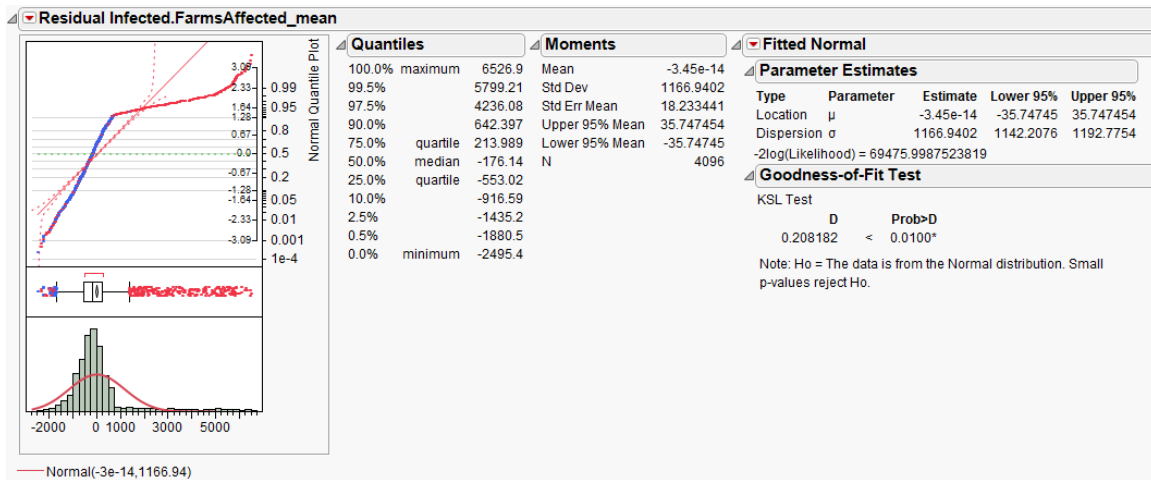 Residual Infected.FarmsAffected_mean
Normal Quantile Plot
3.09
2.33
1.64
1.28
0.67
0.0
-0.67
-1.28
-1.64
-2.33
-3.09
0.99
0.95
0.8
0.5
0.2
0.05
0.01
0.001
1e-4
-2000 0 1000 3000 5000
Normal(-3e-14,1166.94)
Quantiles
100.0% maximum 6526.9
99.5% 5799.21
97.5% 4236.08
90.0% 642.397
75.0% quartile 213.989
50.0% median -176.14
25.0% quartile -553.02
10.0% -916.59
2.5% -1435.2
0.5% -1880.5
0.0% minimum -2495.4
Moments
Mean -3.45e-14
Std Dev 1166.9402
Std Err Mean 18.233441
Upper 95% Mean 35.747454
Lower 95% Mean -35.74745
N 4096
Fitted Normal
Parameter Estimates
Type Parameter Estimate Lower 95% Upper 95%
Location μ -3.45e-14 -35.74745 35.747454
Dispersion σ 1166.9402 1142.2076 1192.7754
-2log(Likelihood) = 69475.9987523819
Goodness-of-Fit Test
KSL Test
D Prob>D
0.208182 < 0.0100*
Note: Ho = The data is from the Normal distribution. Small
p-values reject Ho.